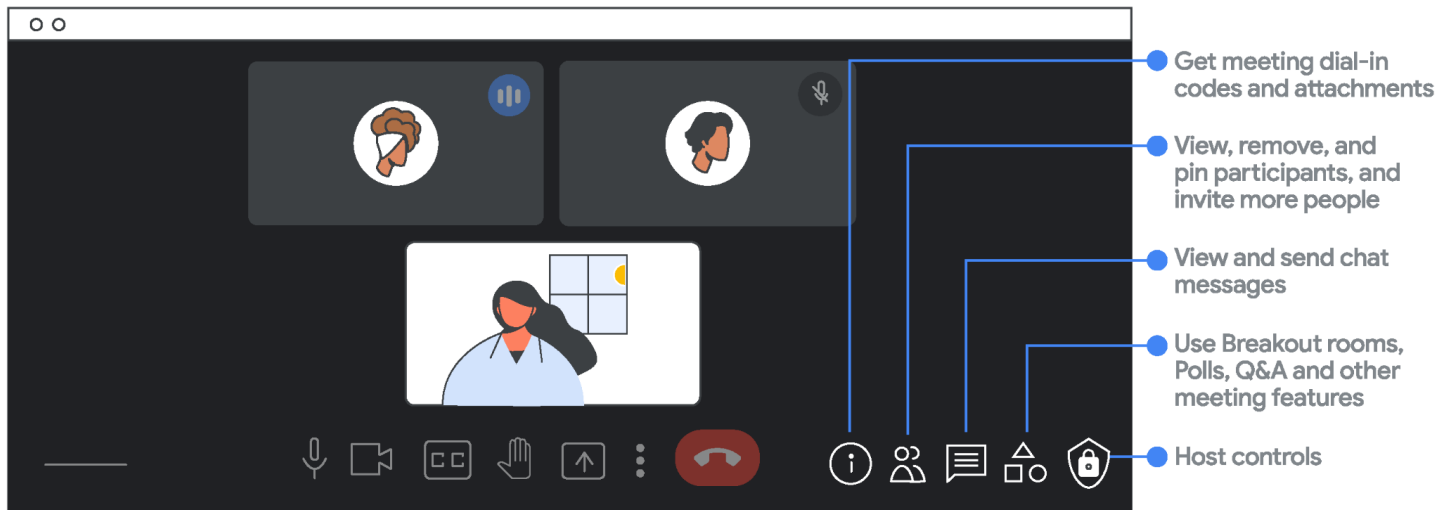 Get meeting dial-in
codes and attachments
View, remove, and
pin participants, and
invite more people
View and send chat
messages
Use Breakout rooms,
Polls, Q&A and other
meeting features
CC
Host controls